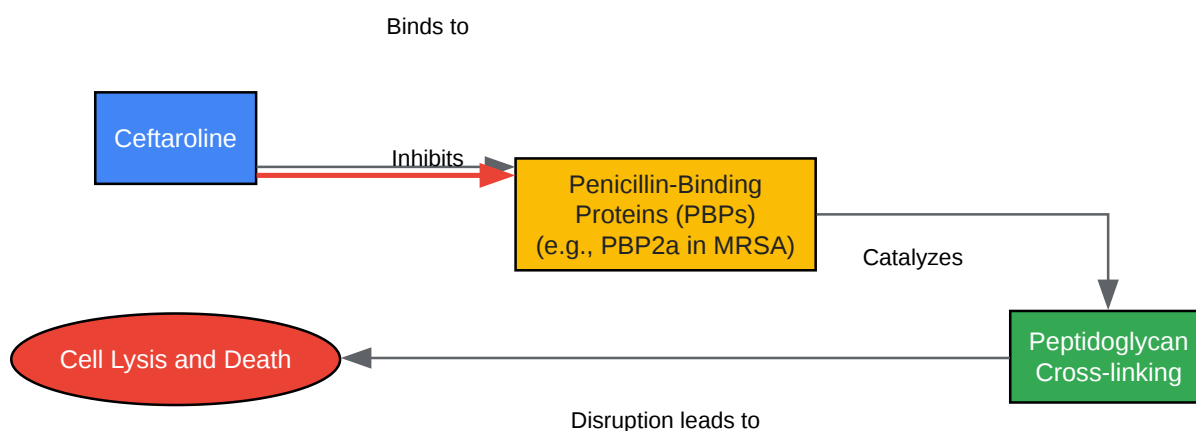 Binds to
Ceftaroline
Inhibits
Penicillin-Binding
Proteins (PBPs)
(e.g., PBP2a in MRSA)
Catalyzes
Peptidoglycan
Cross-linking
Cell Lysis and Death
Disruption leads to